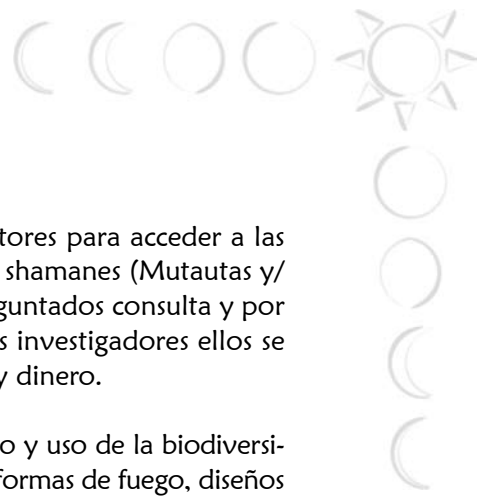 tores para acceder a las
shamanes (Mutautas y/
guntados consulta y por
s investigadores ellos se
y dinero.
o y uso de la biodiversi-
formas de fuego, diseños